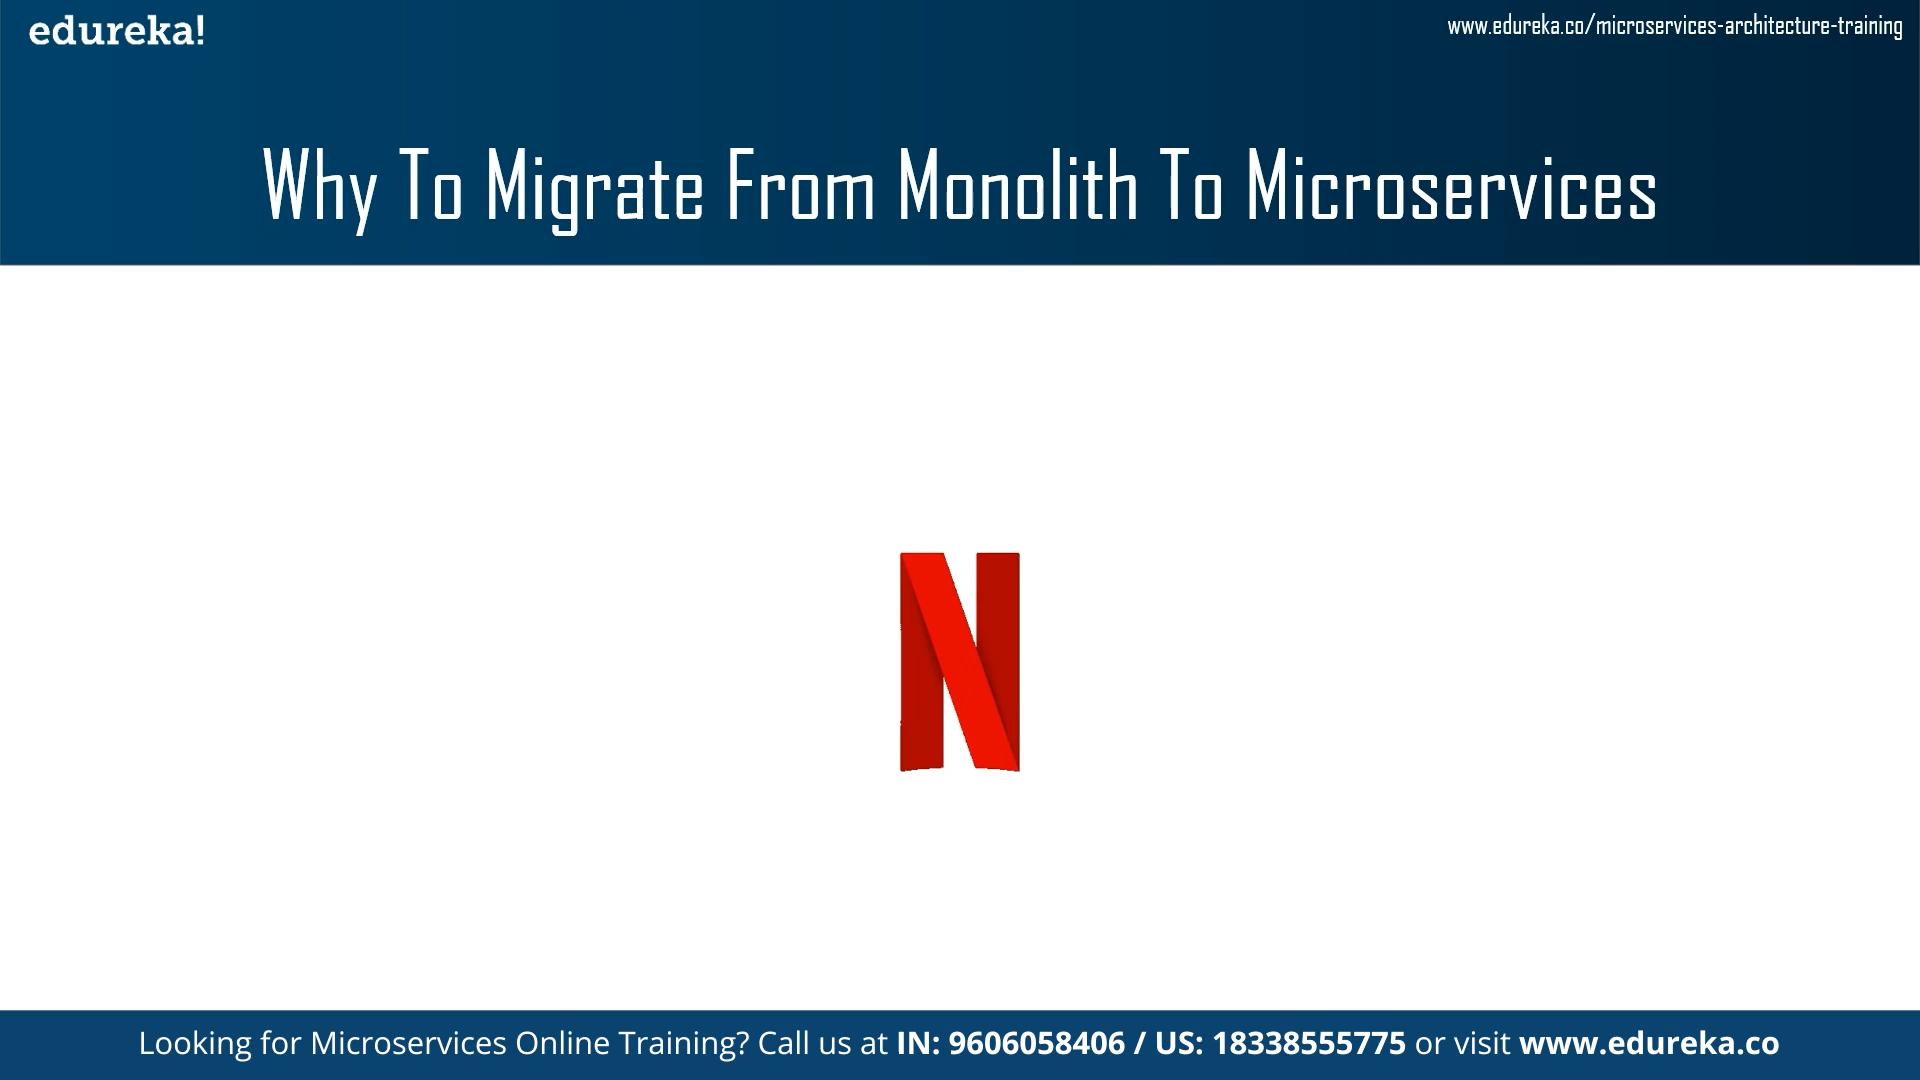 edureka!
www.edureka.co/microservices-architecture-training
Why To Migrate From Monolith To Microservices
N
Looking for Microservices Online Training? Call us at IN: 9606058406 / US: 18338555775 or visit www.edureka.co